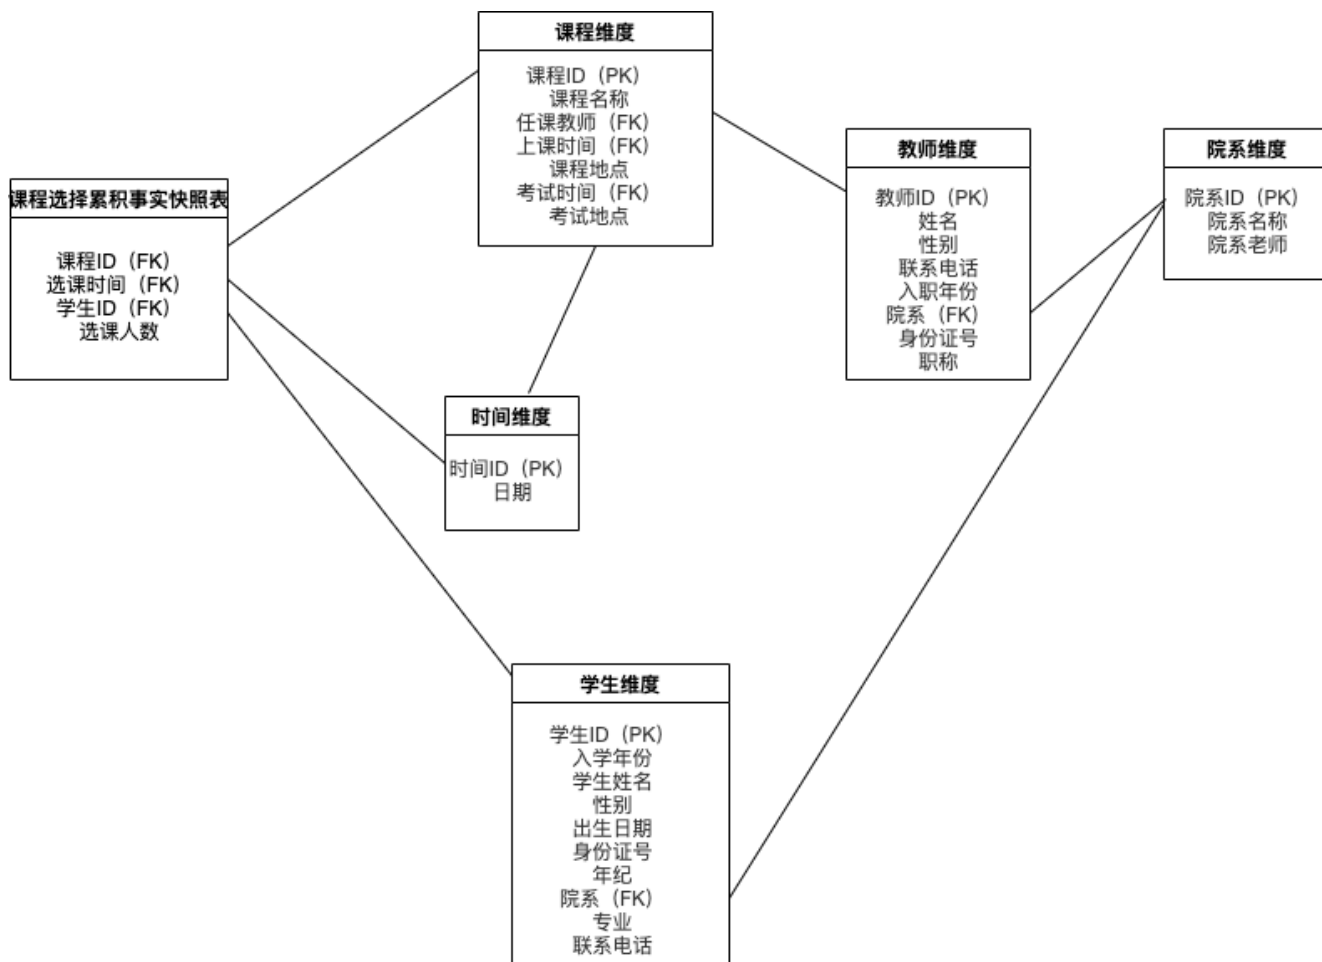 课程选择累积事实快照表
课程ID（FK）
选课时间（FK）
学生ID（FK）
选课人数
课程维度
课程ID（PK）
课程名称
任课教师（FK）
上课时间（FK）
课程地点
考试时间（FK）
考试地点
教师维度
教师ID（PK）
姓名
性别
联系电话
入职年份
院系（FK）
身份证号
职称
院系维度
院系ID（PK）
院系名称
院系老师
时间维度
时间ID（PK）
日期
学生维度
学生ID（PK）
入学年份
学生姓名
性别
出生日期
身份证号
年纪
院系（FK）
专业
联系电话